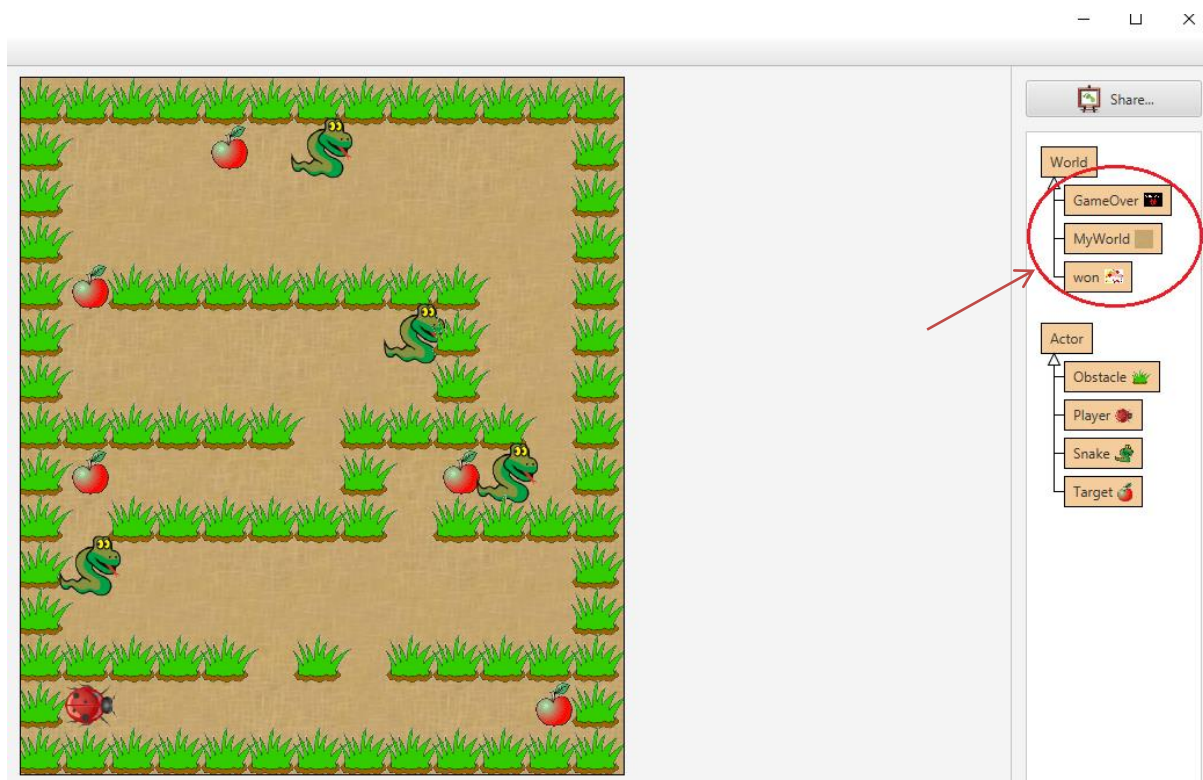 Share...
World
GameOver
MyWorld
won
Actor
Obstacle
Player
Snake
Target